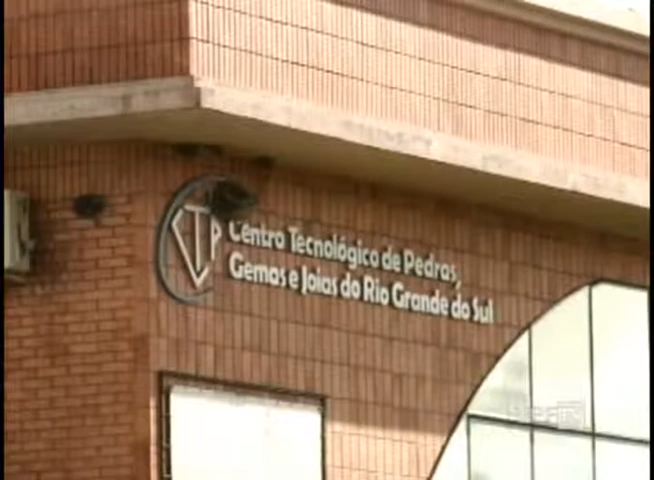 CTP
Centro Tecnológico de Pedras,
Gemas e Joias do Rio Grande do Sul